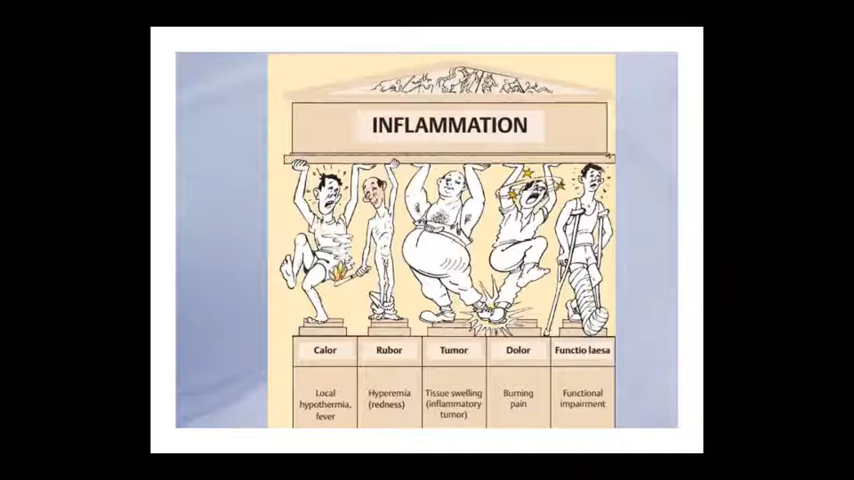 INFLAMMATION
Calor
Rubor
Tumor
Dolor
Functio laesa
Local
hypothermia,
fever
Hyperemia
(redness)
Tissue swelling
(inflammatory
tumor)
Burning
pain
Functional
impairment